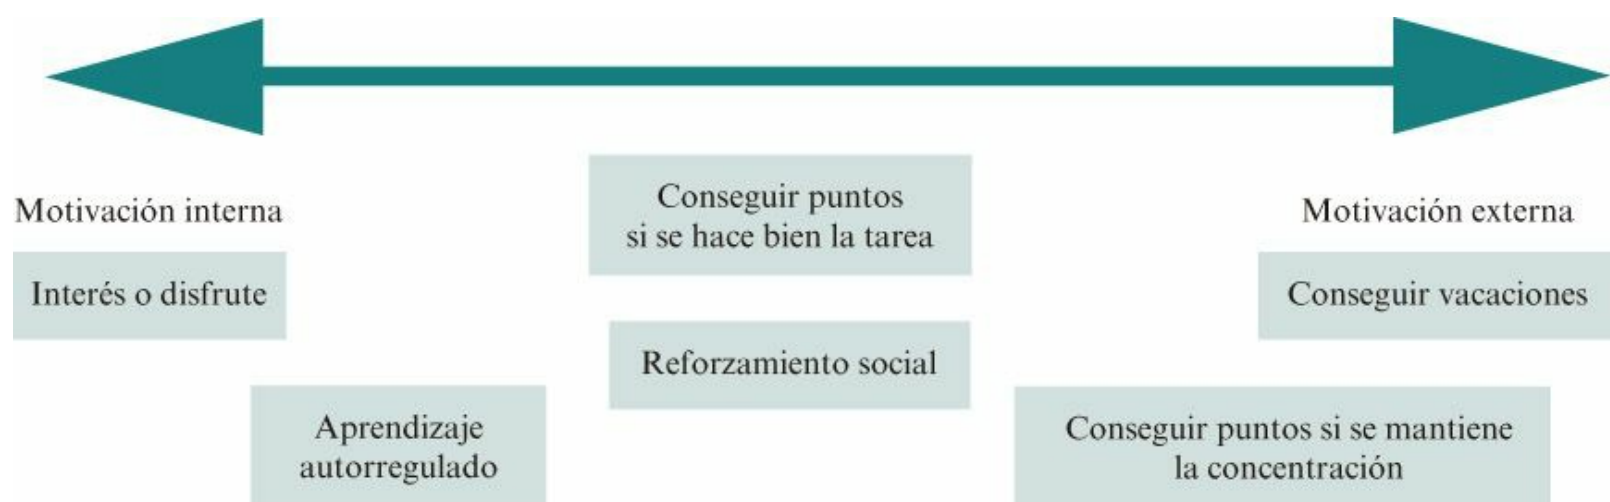 Motivación interna
Interés o disfrute
Aprendizaje
autorregulado
Conseguir puntos
si se hace bien la tarea
Reforzamiento social
Motivación externa
Conseguir vacaciones
Conseguir puntos si se mantiene
la concentración